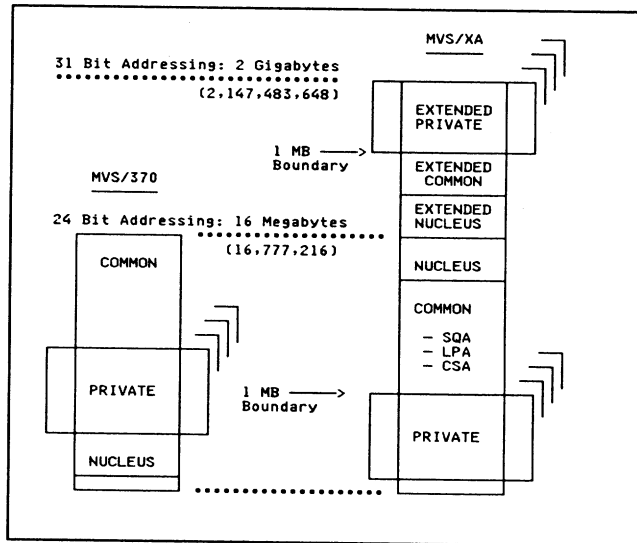 MVS/XA
31 Bit Addressing: 2 Gigabytes
(2,147,483,648)
EXTENDED
PRIVATE
1 MB
Boundary
EXTENDED
COMMON
MVS/370
EXTENDED
NUCLEUS
24 Bit Addressing: 16 Megabytes
(16,777,216)
COMMON
NUCLEUS
COMMON
- SQA
- LPA
- CSA
PRIVATE
1 MB
Boundary
PRIVATE
NUCLEUS